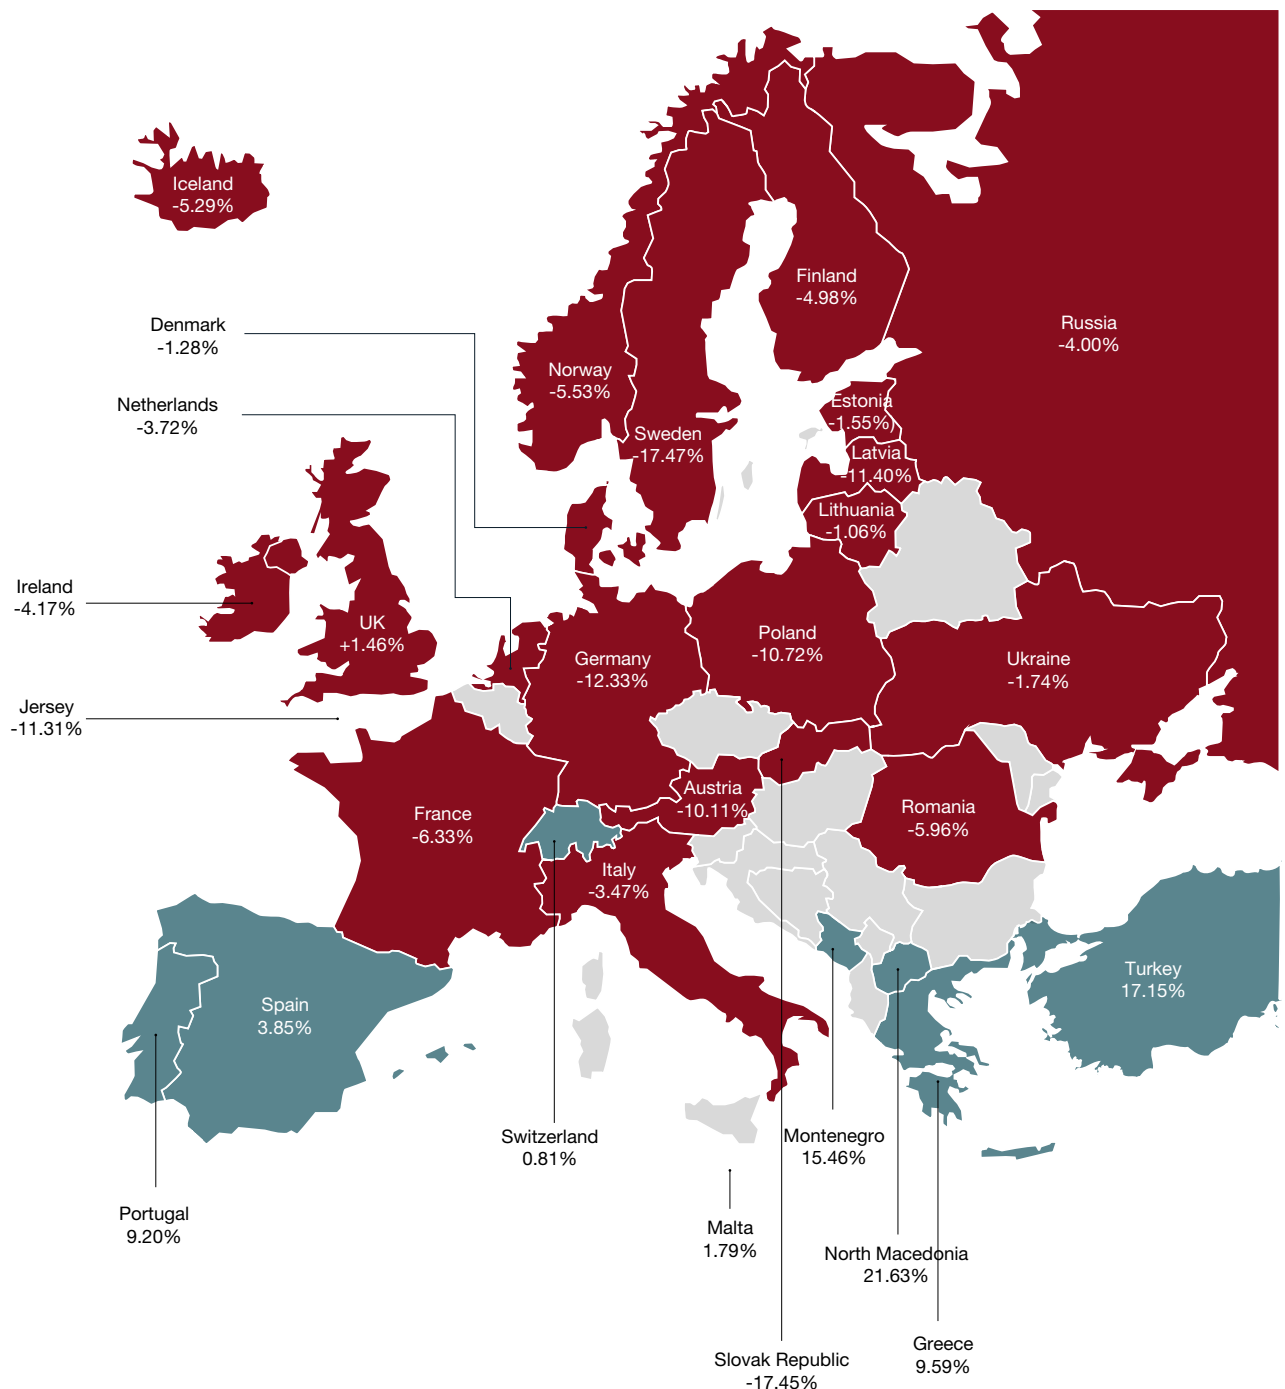 Iceland
-5.29%
Finland
-4.98%
Russia
-4.00%
Denmark
-1.28%
Norway
-5.53%
Netherlands
-3.72%
Estonia
-1.55%)
Sweden
-17.47%
Latvia
-11.40%
Lithuania
-1.06%
Ireland
-4.17%
UK
+1.46%
Poland
-10.72%
Germany
-12.33%
Ukraine
-1.74%
Jersey
-11.31%
Austria
-10.11%
France
-6.33%
Romania
-5.96%
Italy
-3.47%
Turkey
17.15%
Spain
3.85%
Switzerland
0.81%
Montenegro
15.46%
Portugal
9.20%
Malta
1.79%
North Macedonia
21.63%
Greece
9.59%
Slovak Republic
-17.45%